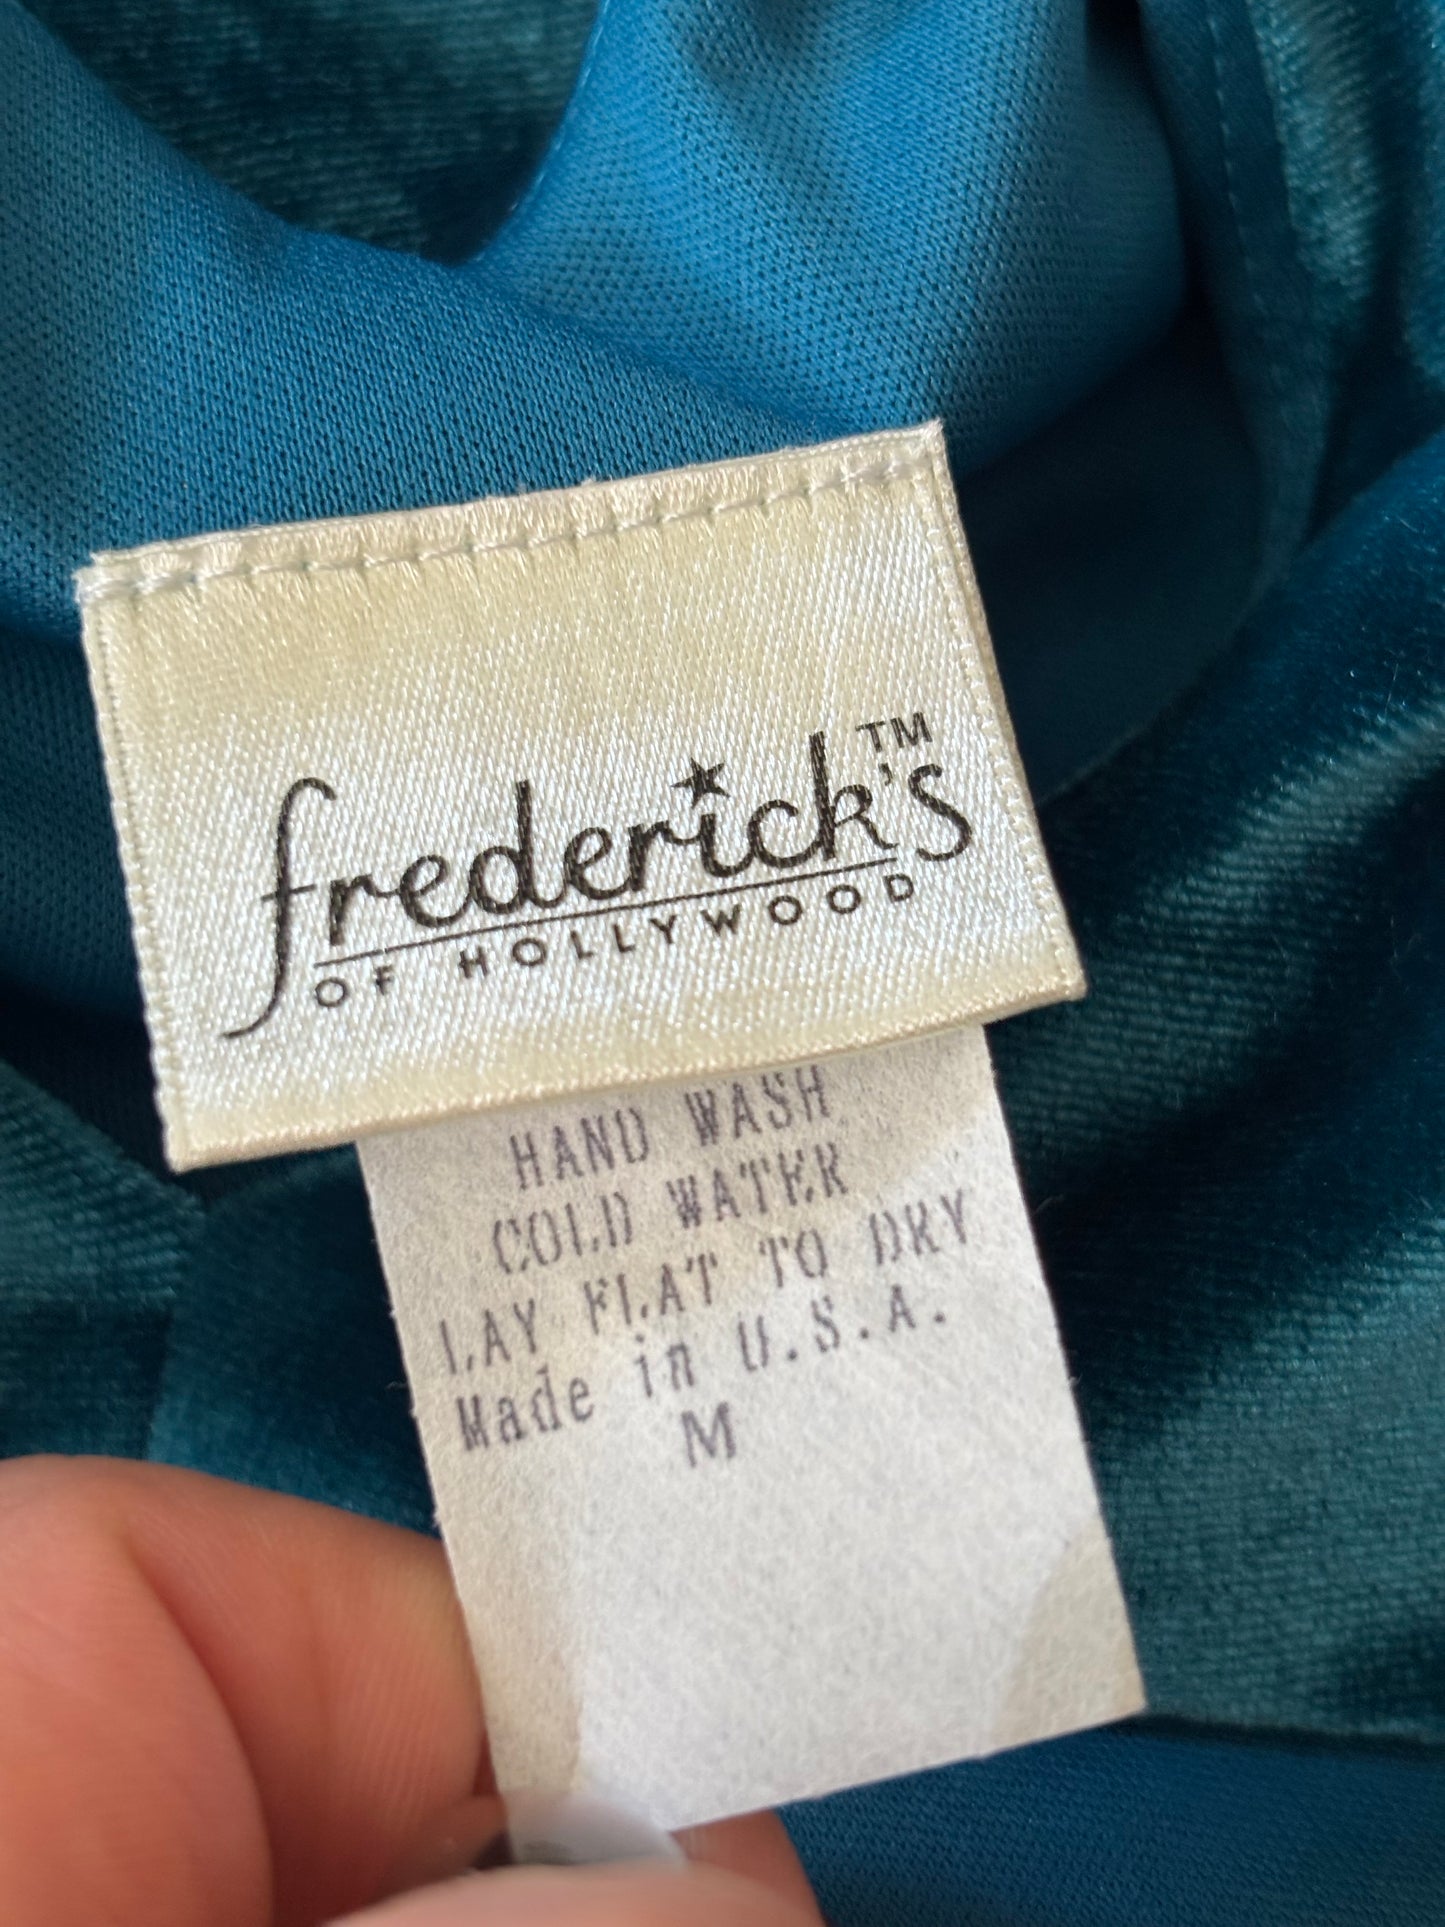 frederick's™
OF HOLLYWOOD
HAND WASH
COLD WATER
LAY FLAT TO DRY
Made in U.S.A.
M